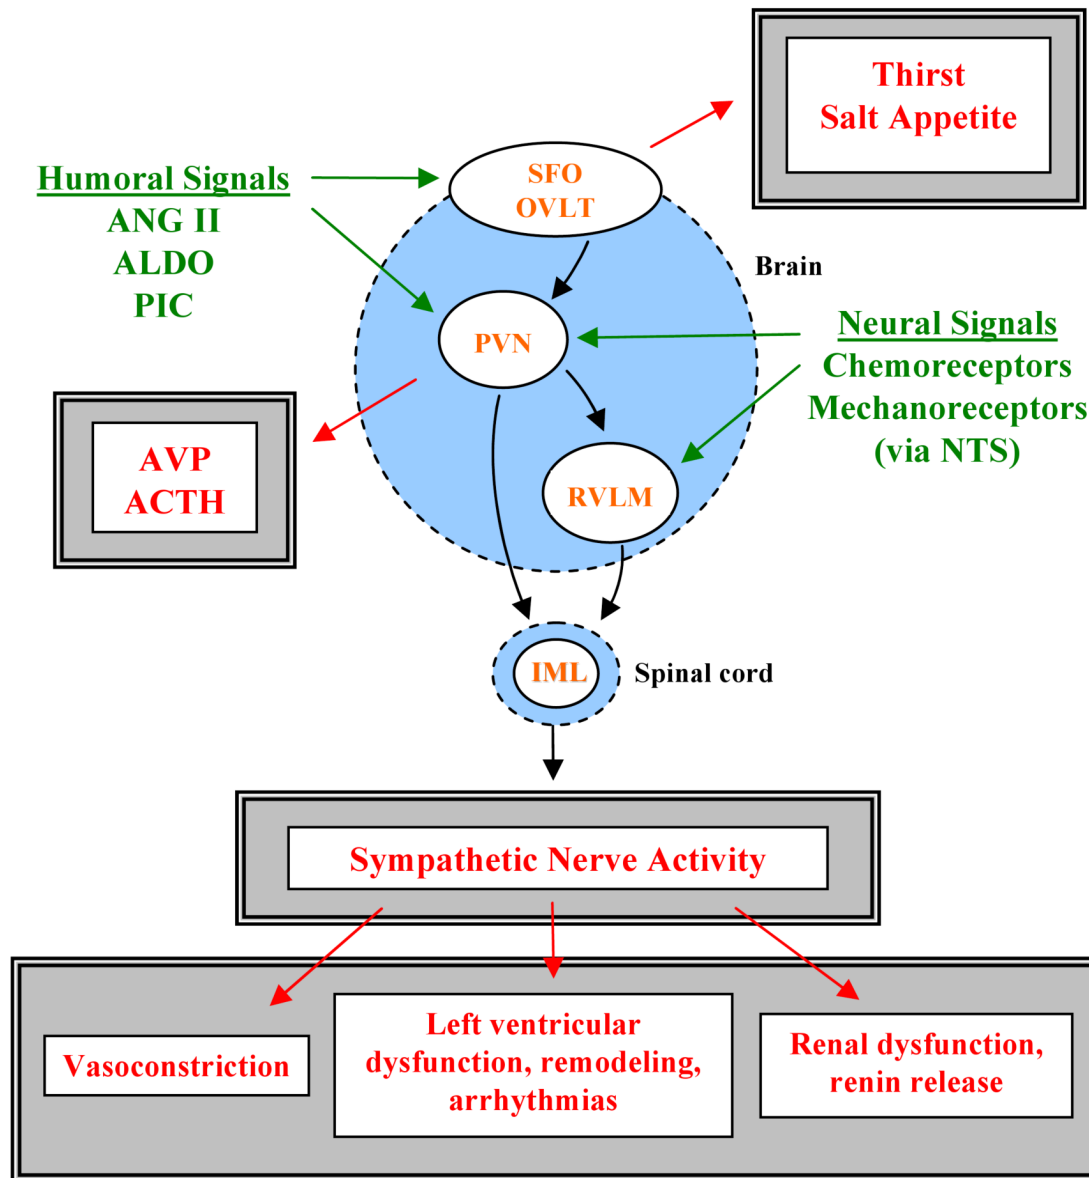 Thirst
Salt Appetite
Humoral Signals
ANG II
ALDO
PIC
SFO
OVLT
Brain
PVN
Neural Signals
Chemoreceptors
Mechanoreceptors
(via NTS)
AVP
ACTH
RVLM
IML
Spinal cord
Sympathetic Nerve Activity
Vasoconstriction
Left ventricular
dysfunction, remodeling,
arrhythmias
Renal dysfunction,
renin release